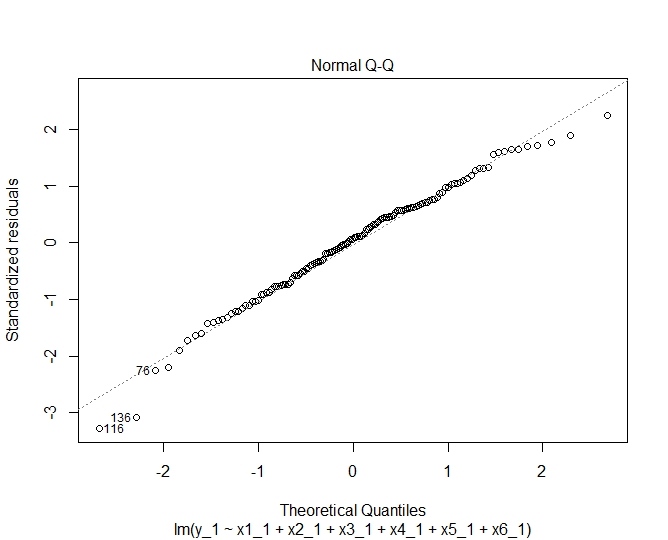 Normal Q-Q
Standardized residuals
2
1
0
-1
-2
-3
76
136
116
-2 -1 0 1 2
Theoretical Quantiles
lm(y_1 ~ x1_1 + x2_1 + x3_1 + x4_1 + x5_1 + x6_1)